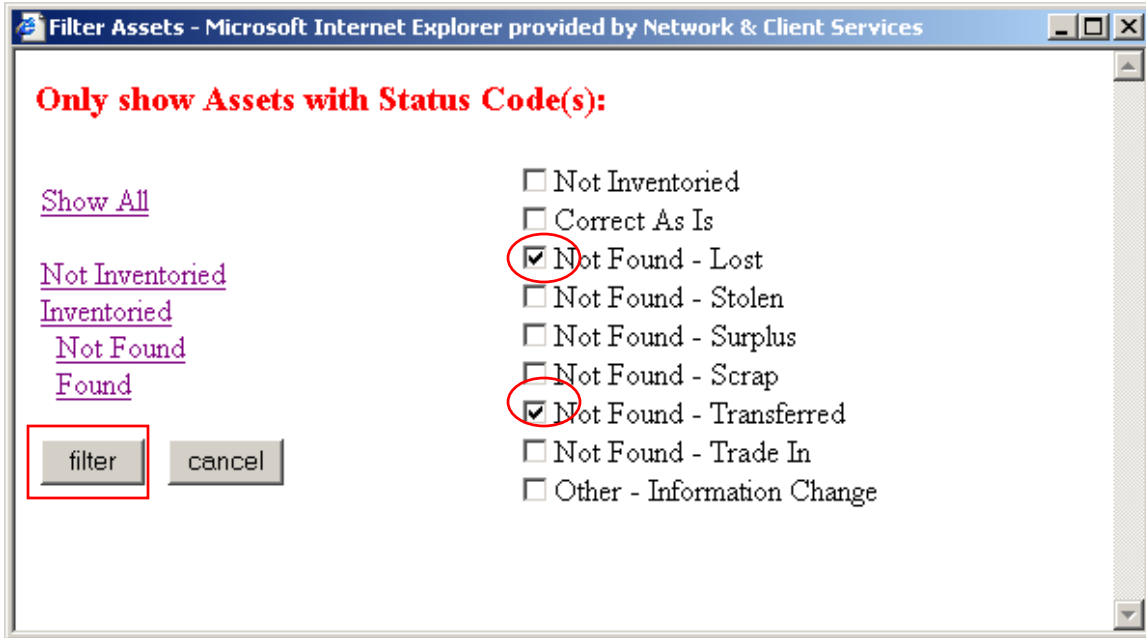 Filter Assets - Microsoft Internet Explorer provided by Network & Client Services
Only show Assets with Status Code(s):
Show All
Not Inventoried
Inventoried
Not Found
Found
filter cancel
Not Inventoried
Correct As Is
Not Found - Lost
Not Found - Stolen
Not Found - Surplus
Not Found - Scrap
Not Found - Transferred
Not Found - Trade In
Other - Information Change